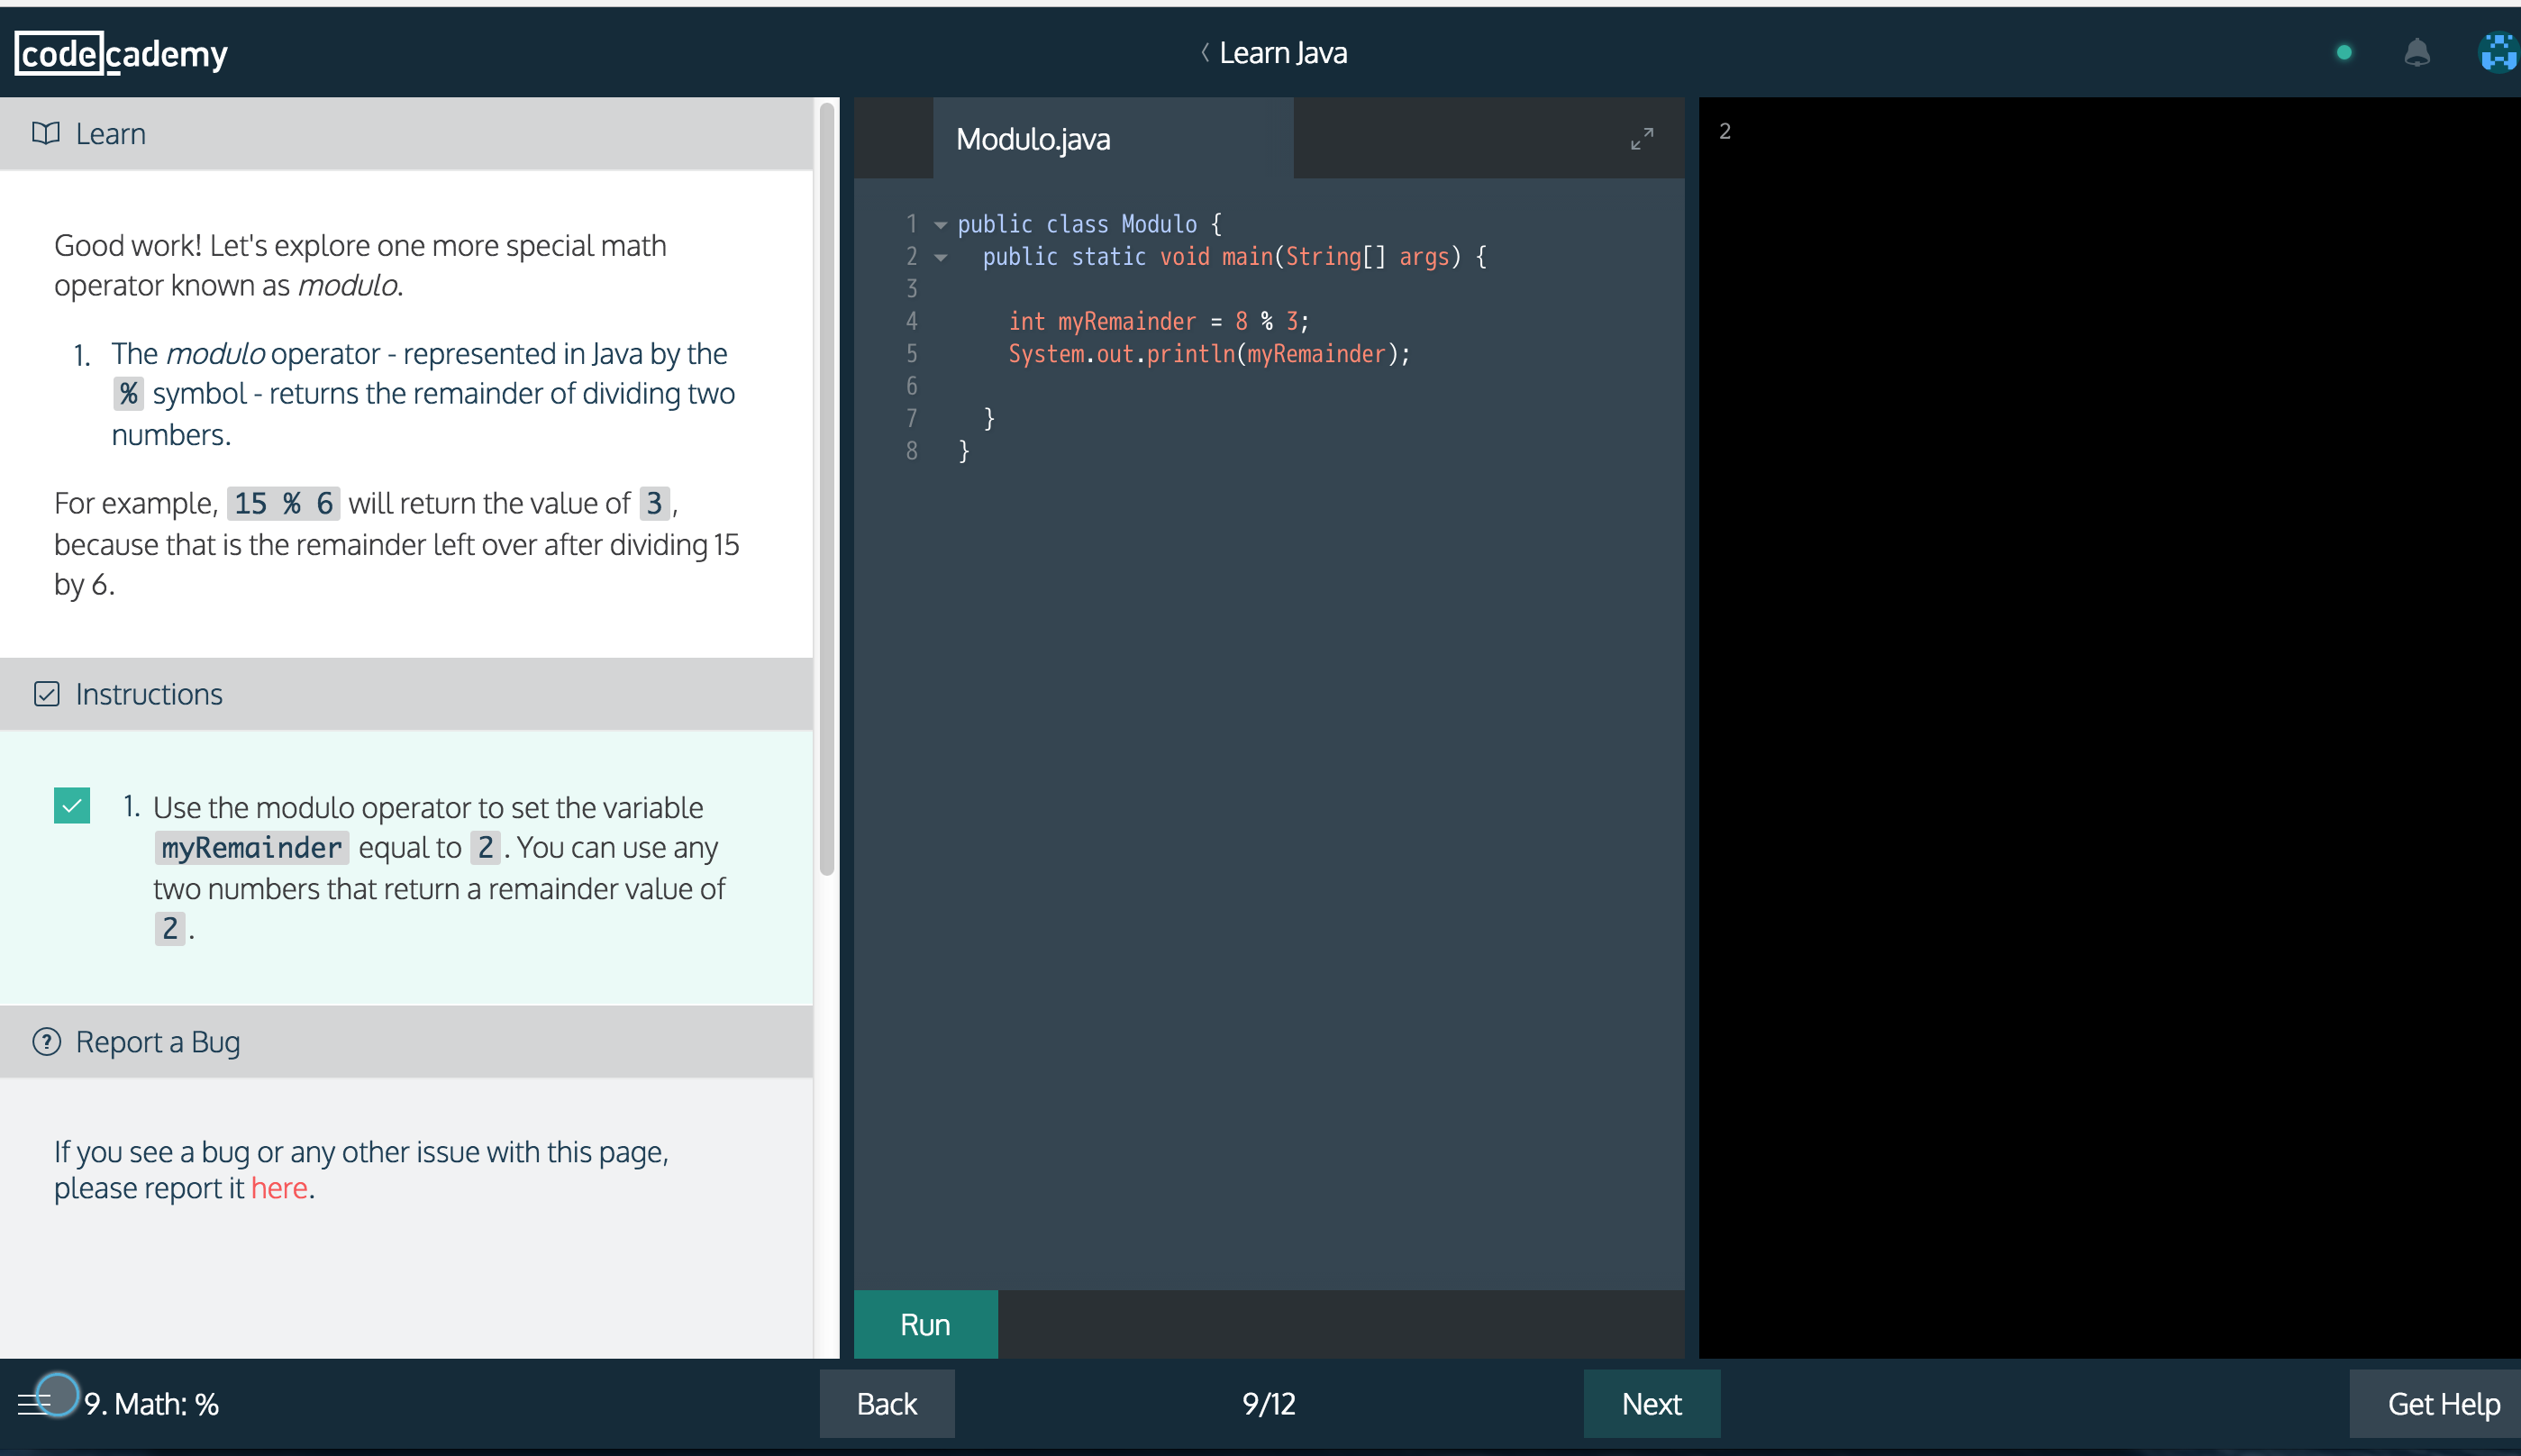 codecademy
Learn Java
Learn
Good work! Let's explore one more special math
operator known as modulo.
1. The modulo operator - represented in Java by the
% symbol - returns the remainder of dividing two
numbers.
For example, 15 % 6 will return the value of 3,
because that is the remainder left over after dividing 15
by 6.
Instructions
1. Use the modulo operator to set the variable
myRemainder equal to 2. You can use any
two numbers that return a remainder value of
2.
Report a Bug
If you see a bug or any other issue with this page,
please report it here.
Modulo.java
1 public class Modulo {
2 public static void main(String[] args) {
3
4 int myRemainder = 8 % 3;
5 System.out.println(myRemainder);
6
7 }
8 }
Run
2
9. Math: %
Back
9/12
Next
Get Help